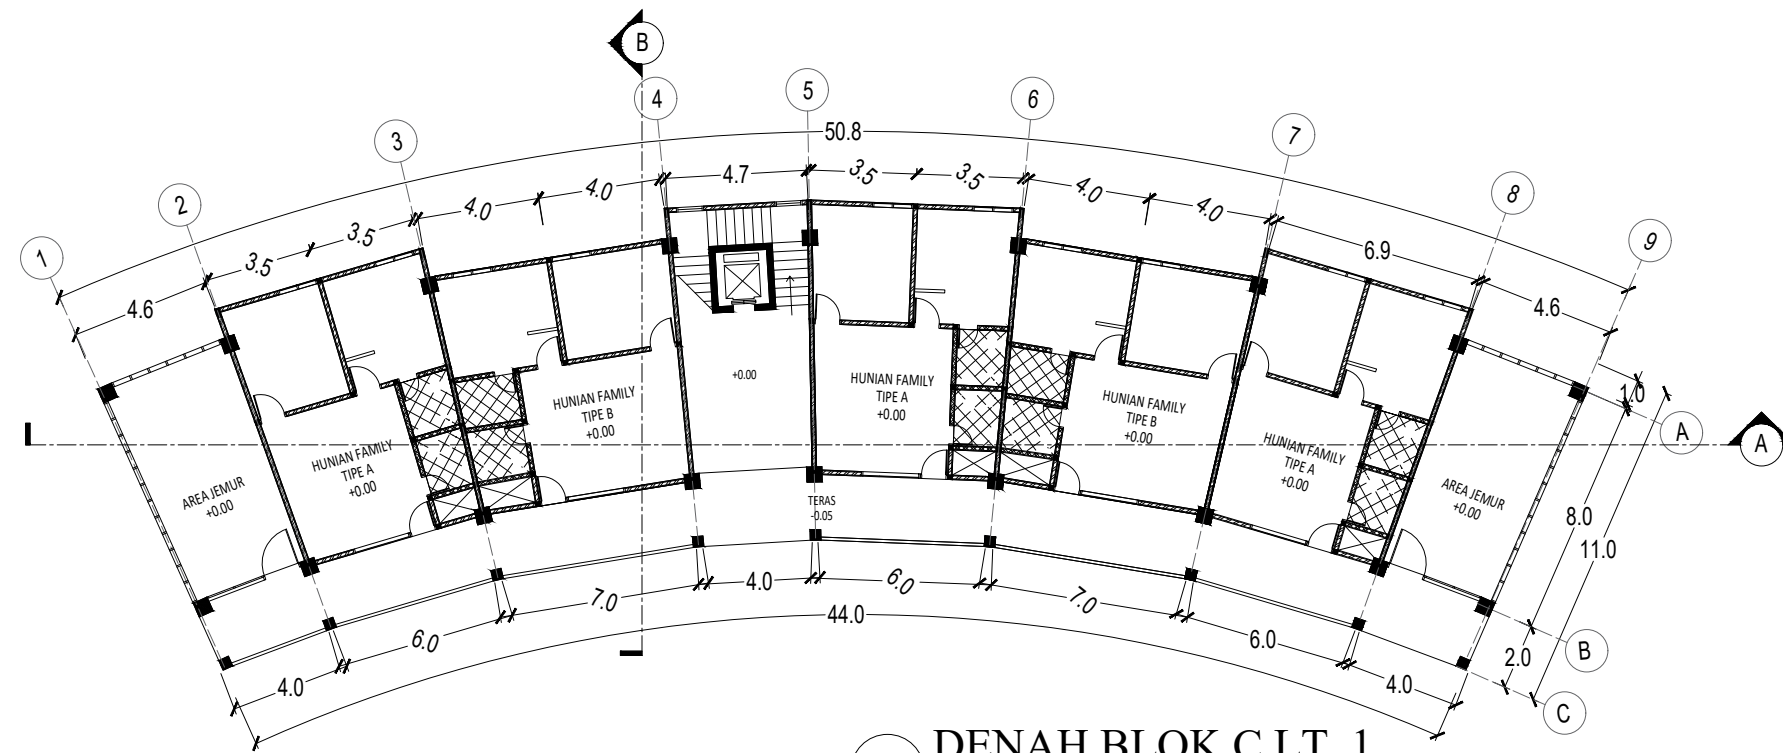 B
4
5
6
3
7
2
8
1
9
50.8
4.7
3.5
3.5
4.0
4.0
4.0
4.0
3.5
3.5
6.9
4.6
4.6
1.0
A
A
+0.00
HUNIAN FAMILY
TIPE A
+0.00
HUNIAN FAMILY
TIPE B
+0.00
HUNIAN FAMILY
TIPE B
+0.00
HUNIAN FAMILY
TIPE A
+0.00
HUNIAN FAMILY
TIPE A
+0.00
AREA JEMUR
+0.00
AREA JEMUR
+0.00
TERAS
-0.05
8.0
11.0
4.0
6.0
7.0
4.0
6.0
7.0
6.0
4.0
44.0
2.0
B
C
DENAH BLOK C LT. 1